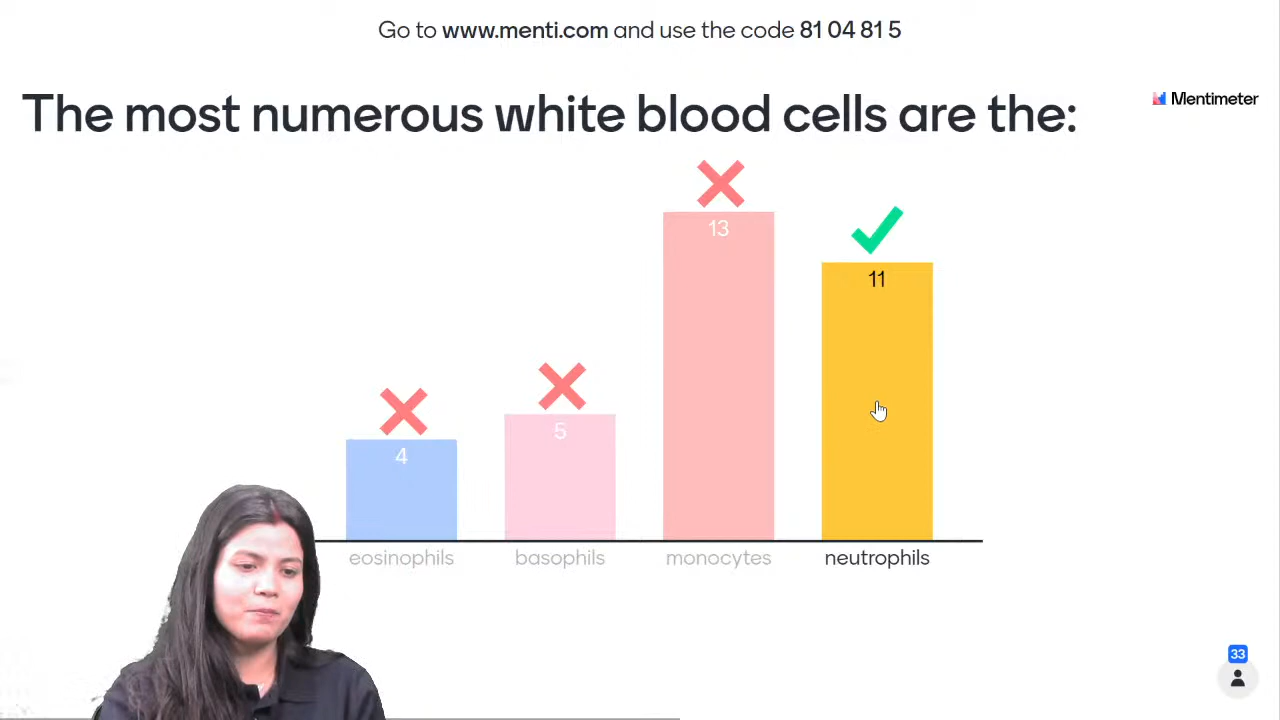 Go to www.menti.com and use the code 81 04 81 5
The most numerous white blood cells are the:
Mentimeter
13
11
5
4
eosinophils basophils monocytes neutrophils
33